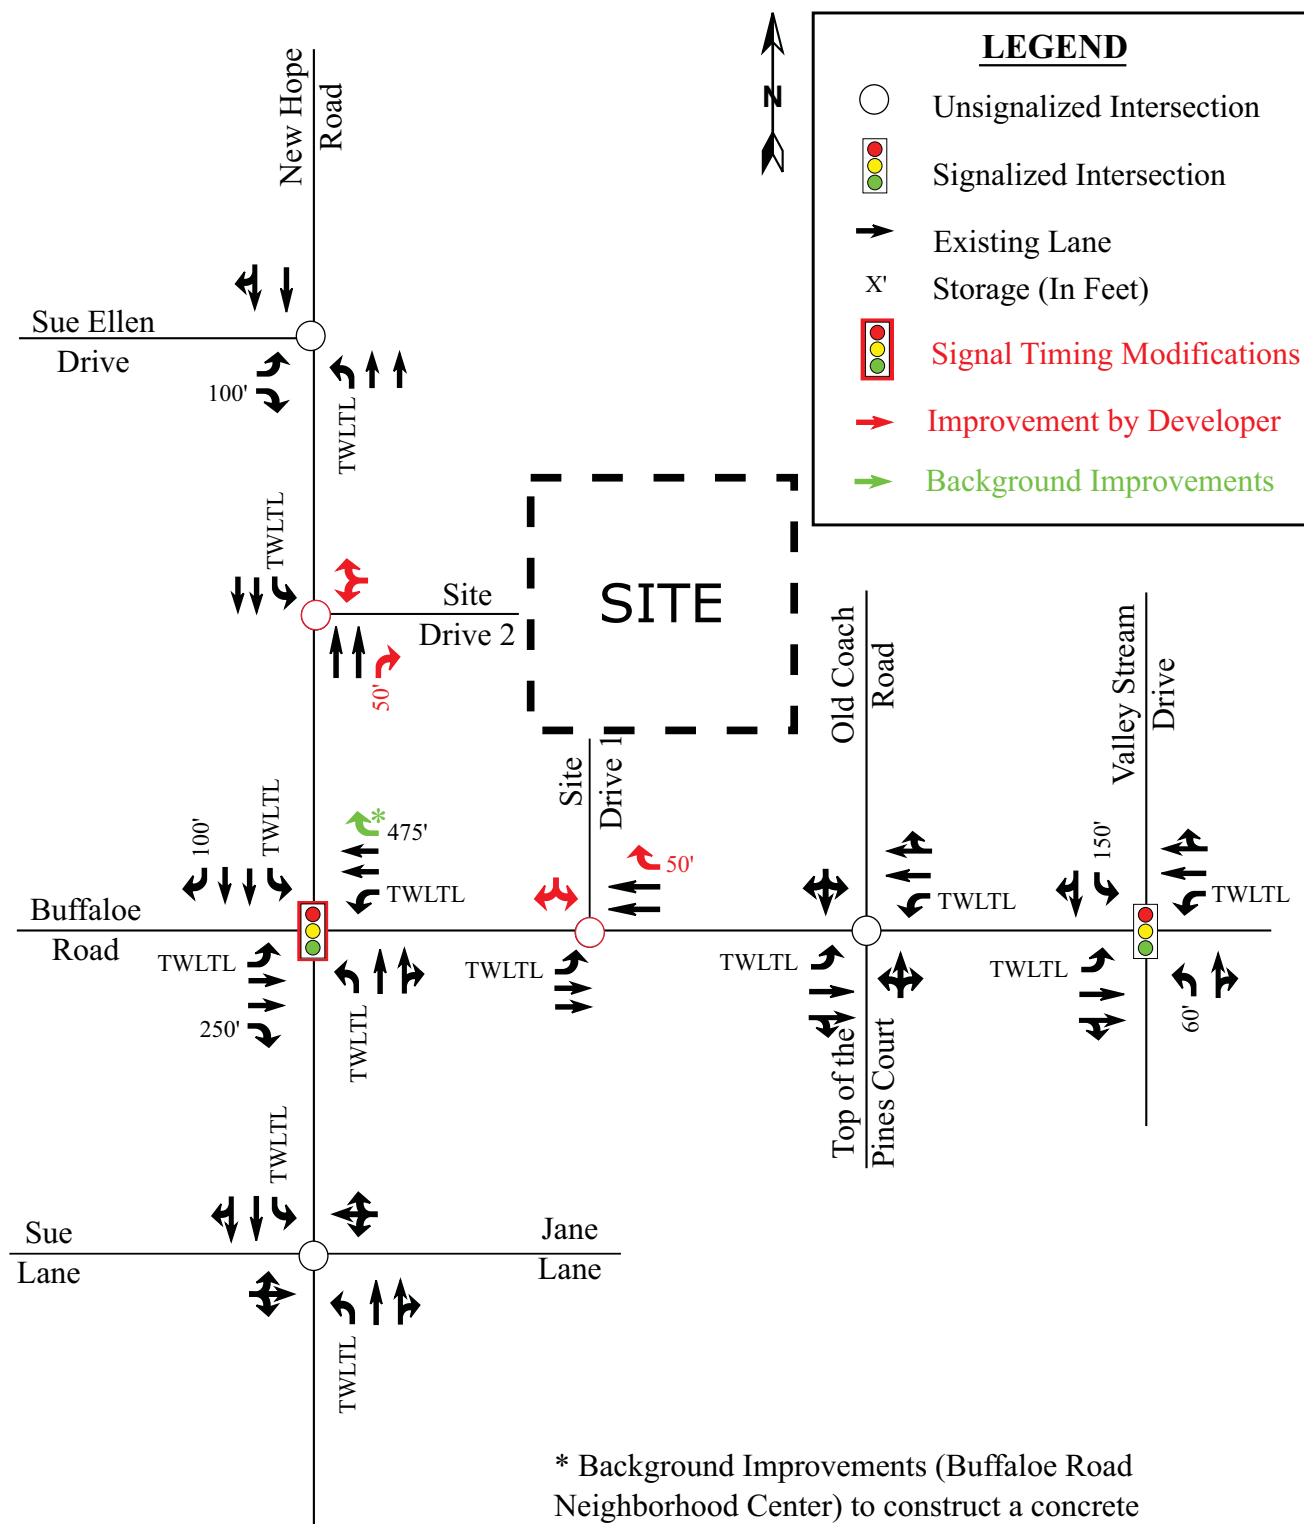 LEGEND
Unsignalized Intersection
Signalized Intersection
Existing Lane
X' Storage (In Feet)
Signal Timing Modifications
Improvement by Developer
Background Improvements
N
New Hope
Road
Sue Ellen
Drive
100'
TWLTL
TWLTL
Site
Drive 2
50'
SITE
Old Coach
Road
Valley Stream
Drive
Site
Drive 1
100'
TWLTL
*
475'
TWLTL
50'
TWLTL
150'
TWLTL
Buffaloe
Road
TWLTL
250'
TWLTL
TWLTL
TWLTL
TWLTL
60'
Top of the
Pines Court
TWLTL
Sue
Lane
Jane
Lane
TWLTL
* Background Improvements (Buffaloe Road
Neighborhood Center) to construct a concrete